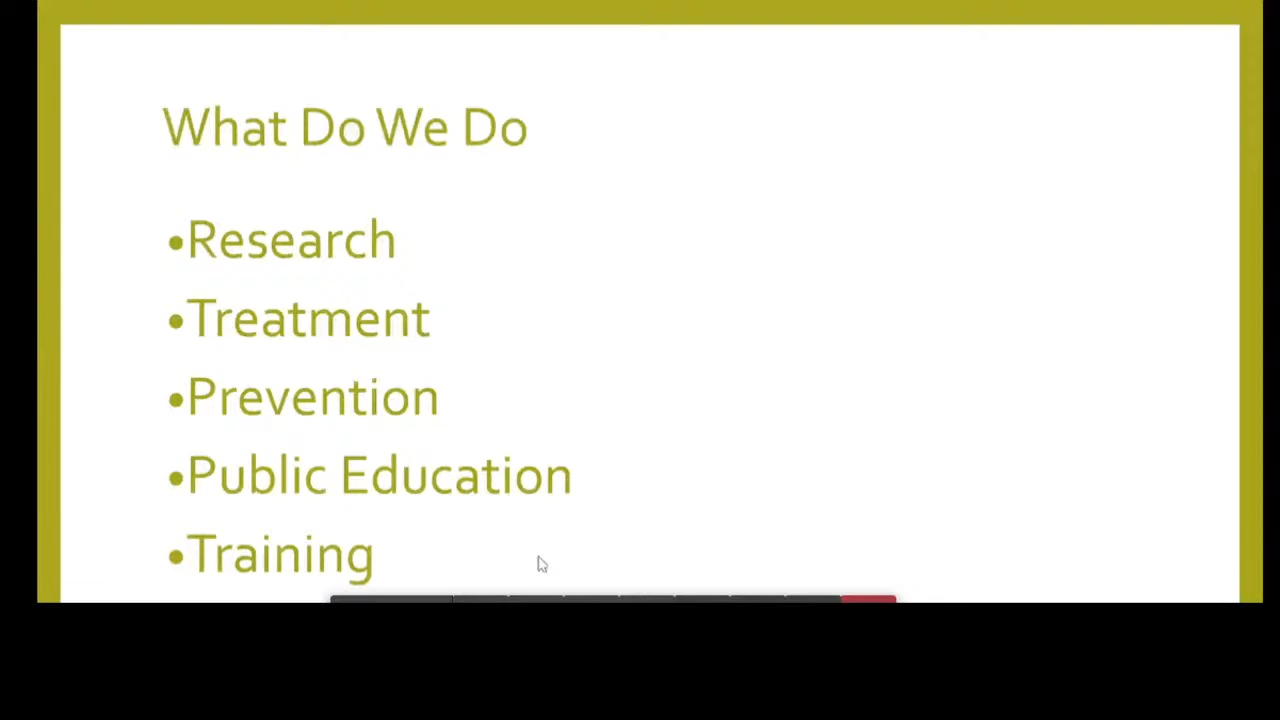 What Do We Do
•Research
•Treatment
•Prevention
•Public Education
•Training